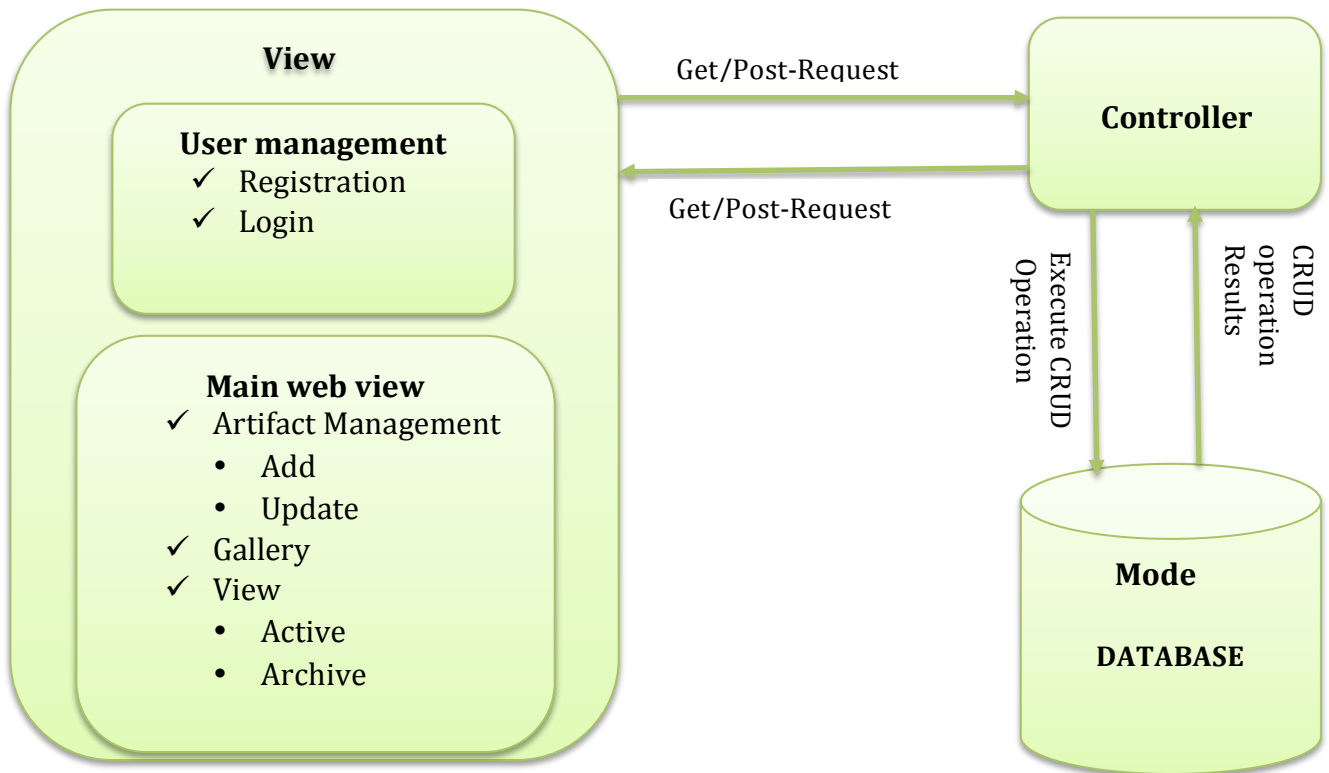 View
User management
✓ Registration
✓ Login
Main web view
✓ Artifact Management
• Add
• Update
✓ Gallery
✓ View
• Active
• Archive
Get/Post-Request
Get/Post-Request
Controller
Execute CRUD
Operation
CRUD
operation
Results
Mode
DATABASE